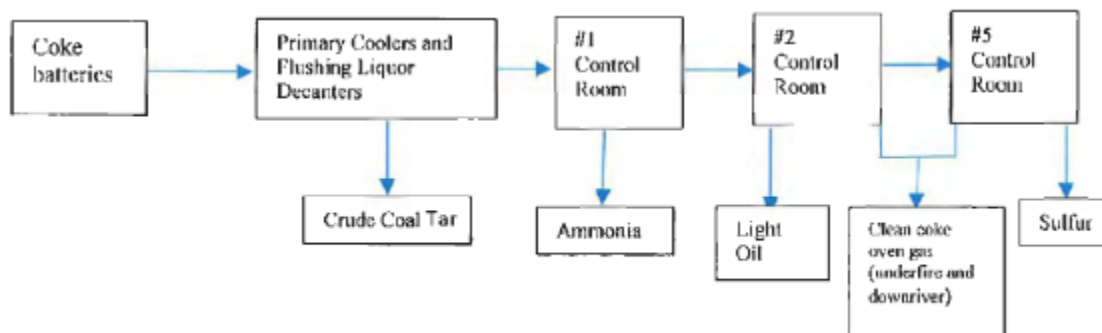 Coke
batteries
Primary Coolers and
Flushing Liquor
Decanters
#1
Control
Room
#2
Control
Room
#5
Control
Room
Crude Coal Tar
Ammonia
Light
Oil
Clean coke
oven gas
(underfire and
downriver)
Sulfur